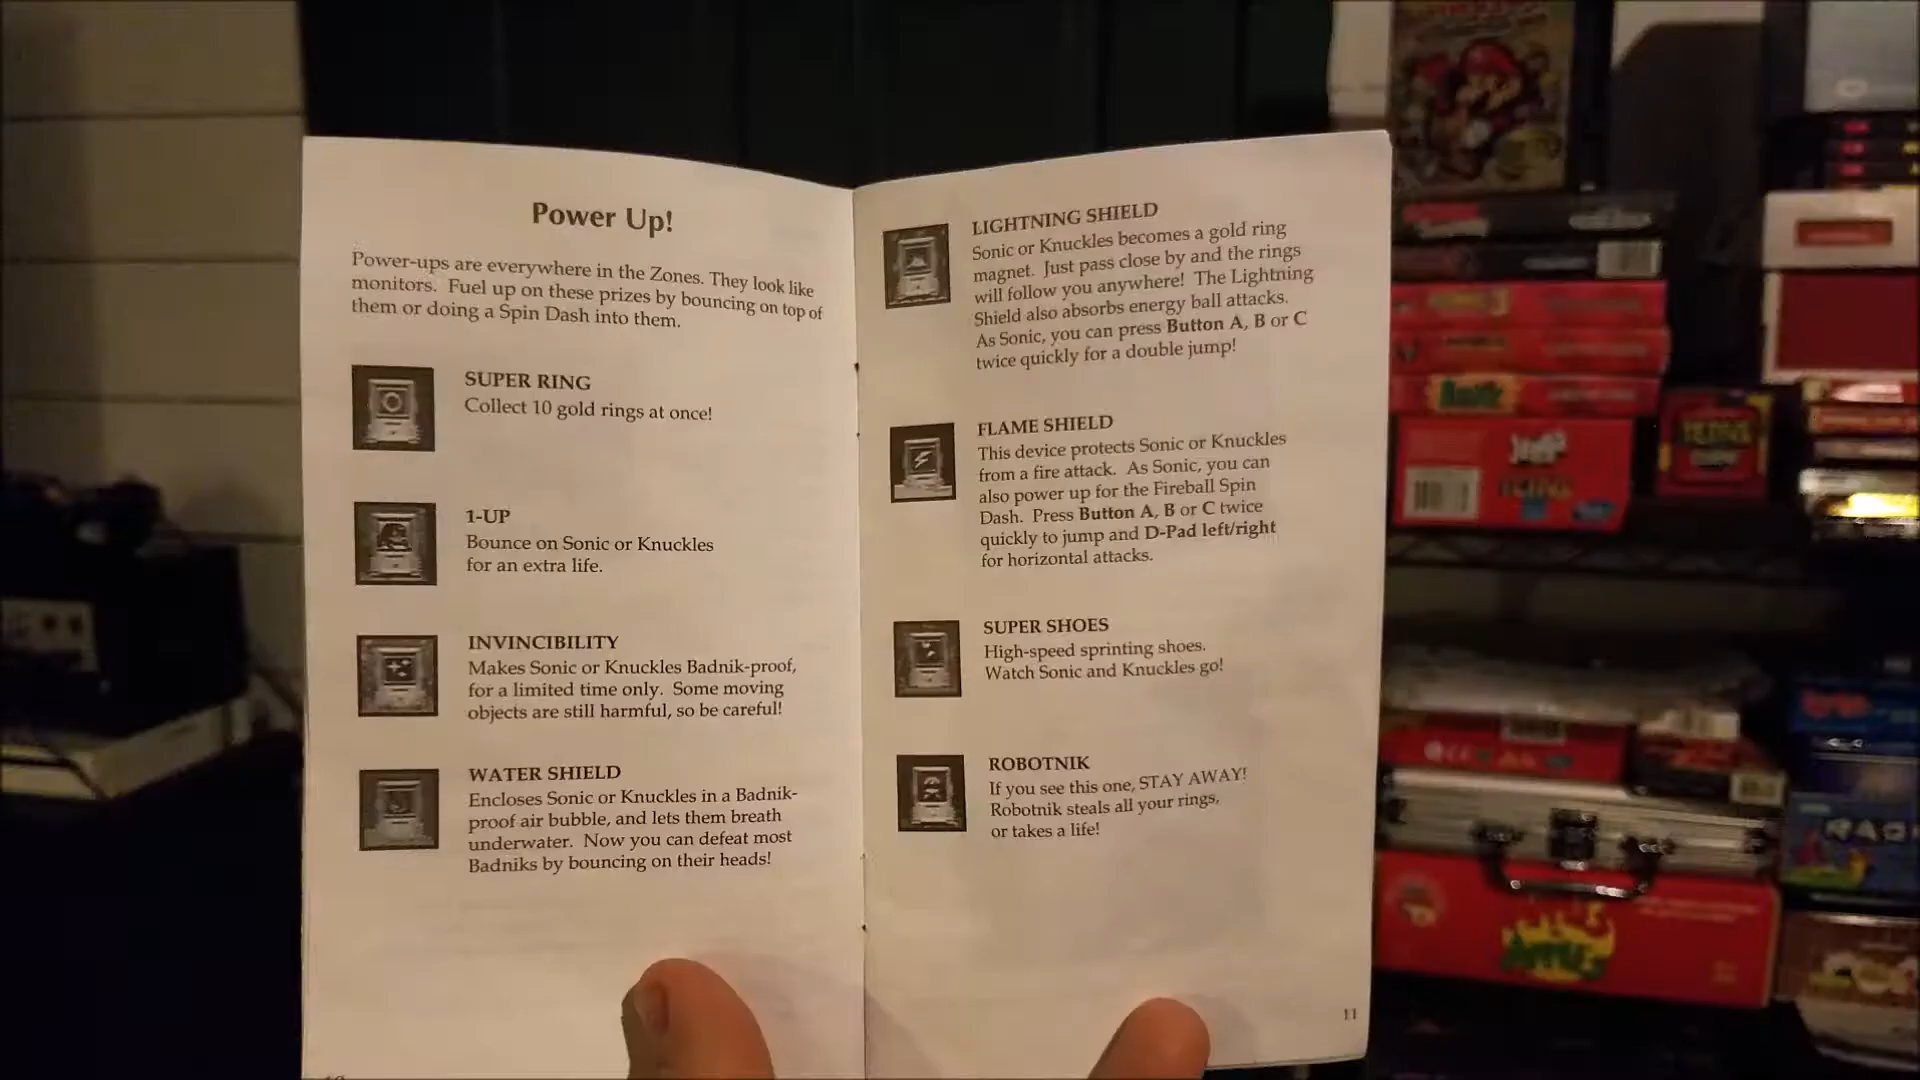 Power Up!
Power-ups are everywhere in the Zones. They look like
monitors. Fuel up on these prizes by bouncing on top of
them or doing a Spin Dash into them.
SUPER RING
Collect 10 gold rings at once!
1-UP
Bounce on Sonic or Knuckles
for an extra life.
INVINCIBILITY
Makes Sonic or Knuckles Badnik-proof,
for a limited time only. Some moving
objects are still harmful, so be careful!
WATER SHIELD
Encloses Sonic or Knuckles in a Badnik-
proof air bubble, and lets them breath
underwater. Now you can defeat most
Badniks by bouncing on their heads!
LIGHTNING SHIELD
Sonic or Knuckles becomes a gold ring
magnet. Just pass close by and the rings
will follow you anywhere! The Lightning
Shield also absorbs energy ball attacks.
As Sonic, you can press Button A, B or C
twice quickly for a double jump!
FLAME SHIELD
This device protects Sonic or Knuckles
from a fire attack. As Sonic, you can
also power up for the Fireball Spin
Dash. Press Button A, B or C twice
quickly to jump and D-Pad left/right
for horizontal attacks.
SUPER SHOES
High-speed sprinting shoes.
Watch Sonic and Knuckles go!
ROBOTNIK
If you see this one, STAY AWAY!
Robotnik steals all your rings,
or takes a life!
11
TETRIS